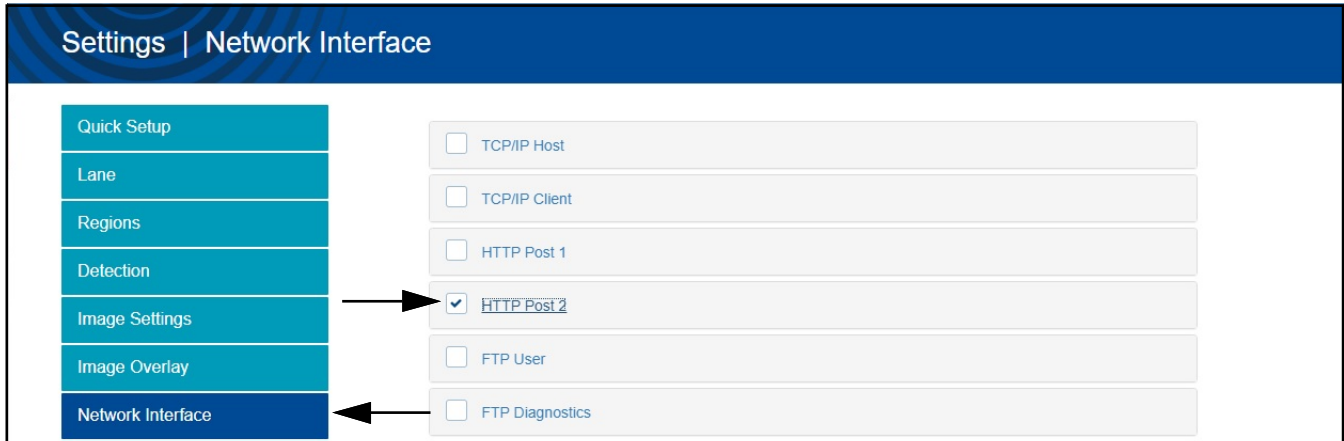 Settings | Network Interface
Quick Setup
Lane
Regions
Detection
Image Settings
Image Overlay
Network Interface
TCP/IP Host
TCP/IP Client
HTTP Post 1
HTTP Post 2
FTP User
FTP Diagnostics